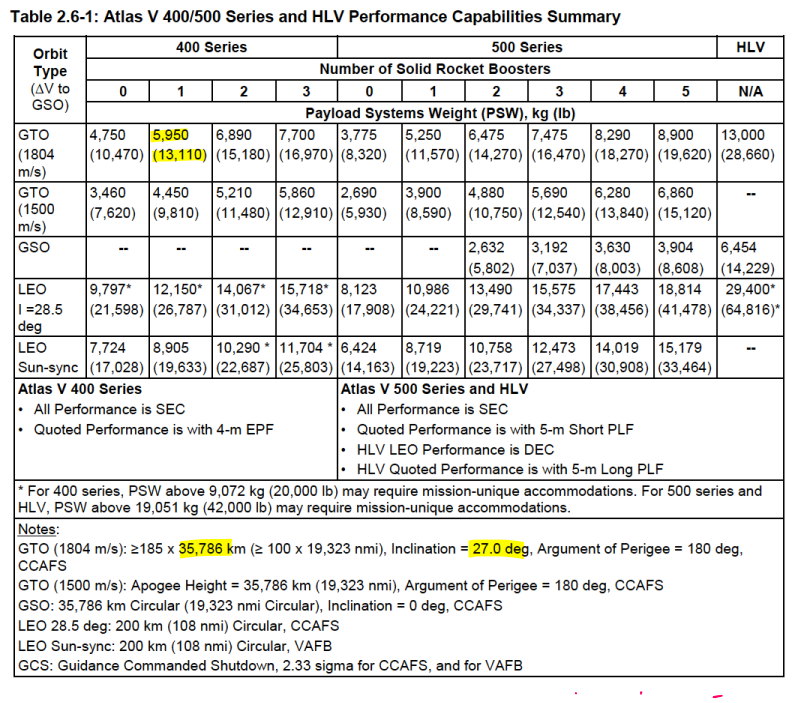 Table 2.6-1: Atlas V 400/500 Series and HLV Performance Capabilities Summary
Orbit Type (ΔV to GSO) 400 Series 500 Series HLV
Number of Solid Rocket Boosters
0 1 2 3 0 1 2 3 4 5 N/A
Payload Systems Weight (PSW), kg (lb)
GTO 4,750 5,950 6,890 7,700 3,775 5,250 6,475 7,475 8,290 8,900 13,000
(1804 (10,470) (13,110) (15,180) (16,970) (8,320) (11,570) (14,270) (16,470) (18,270) (19,620) (28,660)
m/s)
GTO 3,460 4,450 5,210 5,860 2,690 3,900 4,880 5,690 6,280 6,860 --
(1500 (7,620) (9,810) (11,480) (12,910) (5,930) (8,590) (10,750) (12,540) (13,840) (15,120)
m/s)
GSO -- -- -- -- -- -- 2,632 3,192 3,630 3,904 6,454
(5,802) (7,037) (8,003) (8,608) (14,229)
LEO 9,797* 12,150* 14,067* 15,718* 8,123 10,986 13,490 15,575 17,443 18,814 29,400*
I =28.5 (21,598) (26,787) (31,012) (34,653) (17,908) (24,221) (29,741) (34,337) (38,456) (41,478) (64,816)*
deg
LEO 7,724 8,905 10,290 * 11,704 * 6,424 8,719 10,758 12,473 14,019 15,179 --
Sun-sync (17,028) (19,633) (22,687) (25,803) (14,163) (19,223) (23,717) (27,498) (30,908) (33,464)
Atlas V 400 Series
• All Performance is SEC
• Quoted Performance is with 4-m EPF
Atlas V 500 Series and HLV
• All Performance is SEC
• Quoted Performance is with 5-m Short PLF
• HLV LEO Performance is DEC
• HLV Quoted Performance is with 5-m Long PLF
* For 400 series, PSW above 9,072 kg (20,000 lb) may require mission-unique accommodations. For 500 series and
HLV, PSW above 19,051 kg (42,000 lb) may require mission-unique accommodations.
Notes:
GTO (1804 m/s): ≥185 x 35,786 km (≥ 100 x 19,323 nmi), Inclination = 27.0 deg, Argument of Perigee = 180 deg,
CCAFS
GTO (1500 m/s): Apogee Height = 35,786 km (19,323 nmi), Argument of Perigee = 180 deg, CCAFS
GSO: 35,786 km Circular (19,323 nmi Circular), Inclination = 0 deg, CCAFS
LEO 28.5 deg: 200 km (108 nmi) Circular, CCAFS
LEO Sun-sync: 200 km (108 nmi) Circular, VAFB
GCS: Guidance Commanded Shutdown, 2.33 sigma for CCAFS, and for VAFB